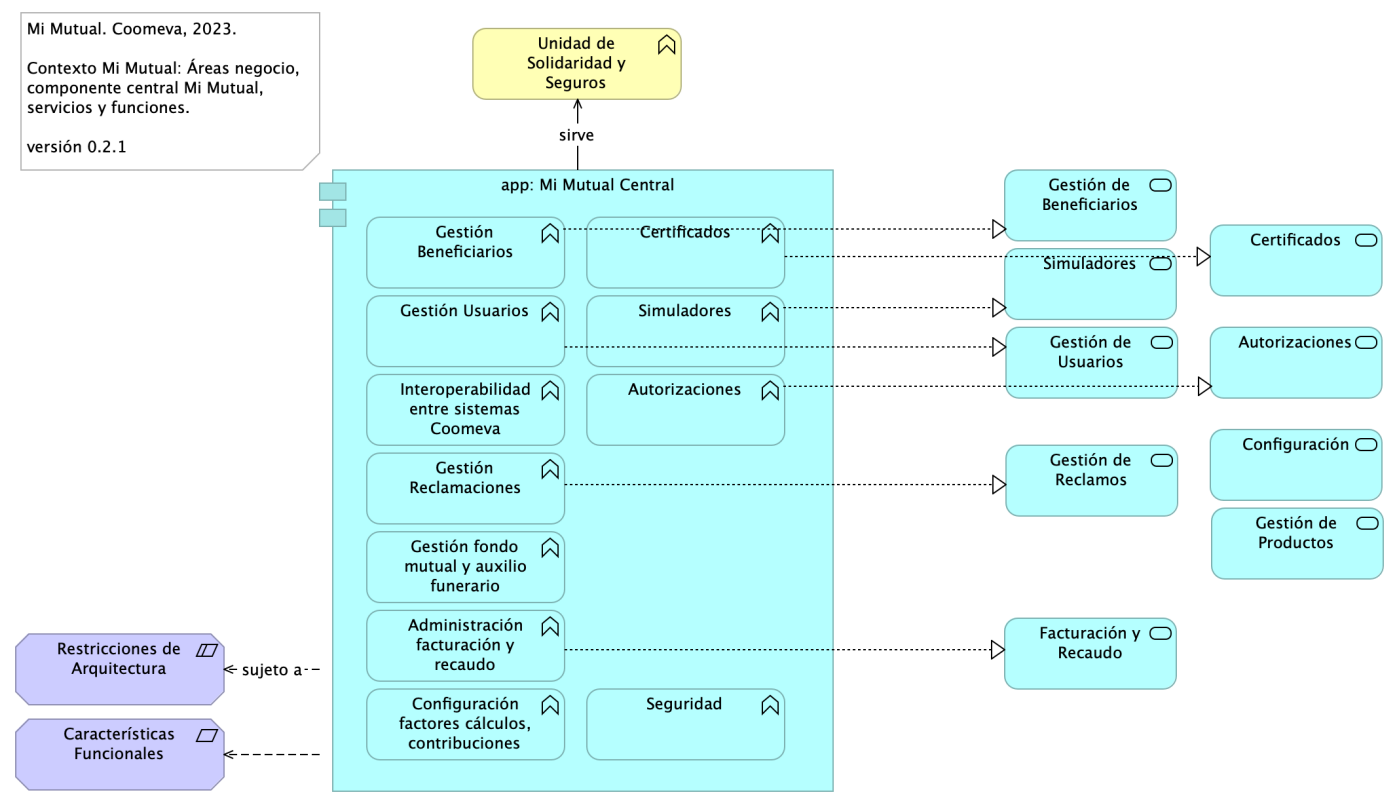 Mi Mutual. Coomeva, 2023.
Contexto Mi Mutual: Áreas negocio,
componente central Mi Mutual,
servicios y funciones.
versión 0.2.1
Unidad de
Solidaridad y
Seguros
sirve
app: Mi Mutual Central
Gestión
Beneficiarios
Certificados
Gestión Usuarios
Simuladores
Interoperabilidad
entre sistemas
Coomeva
Autorizaciones
Gestión
Reclamaciones
Gestión fondo
mutual y auxilio
funerario
Administración
facturación y
recaudo
Configuración
factores cálculos,
contribuciones
Seguridad
Gestión de
Beneficiarios
Certificados
Simuladores
Gestión de
Usuarios
Autorizaciones
Gestión de
Reclamos
Configuración
Gestión de
Productos
Facturación y
Recaudo
Restricciones de
Arquitectura
sujeto a
Características
Funcionales